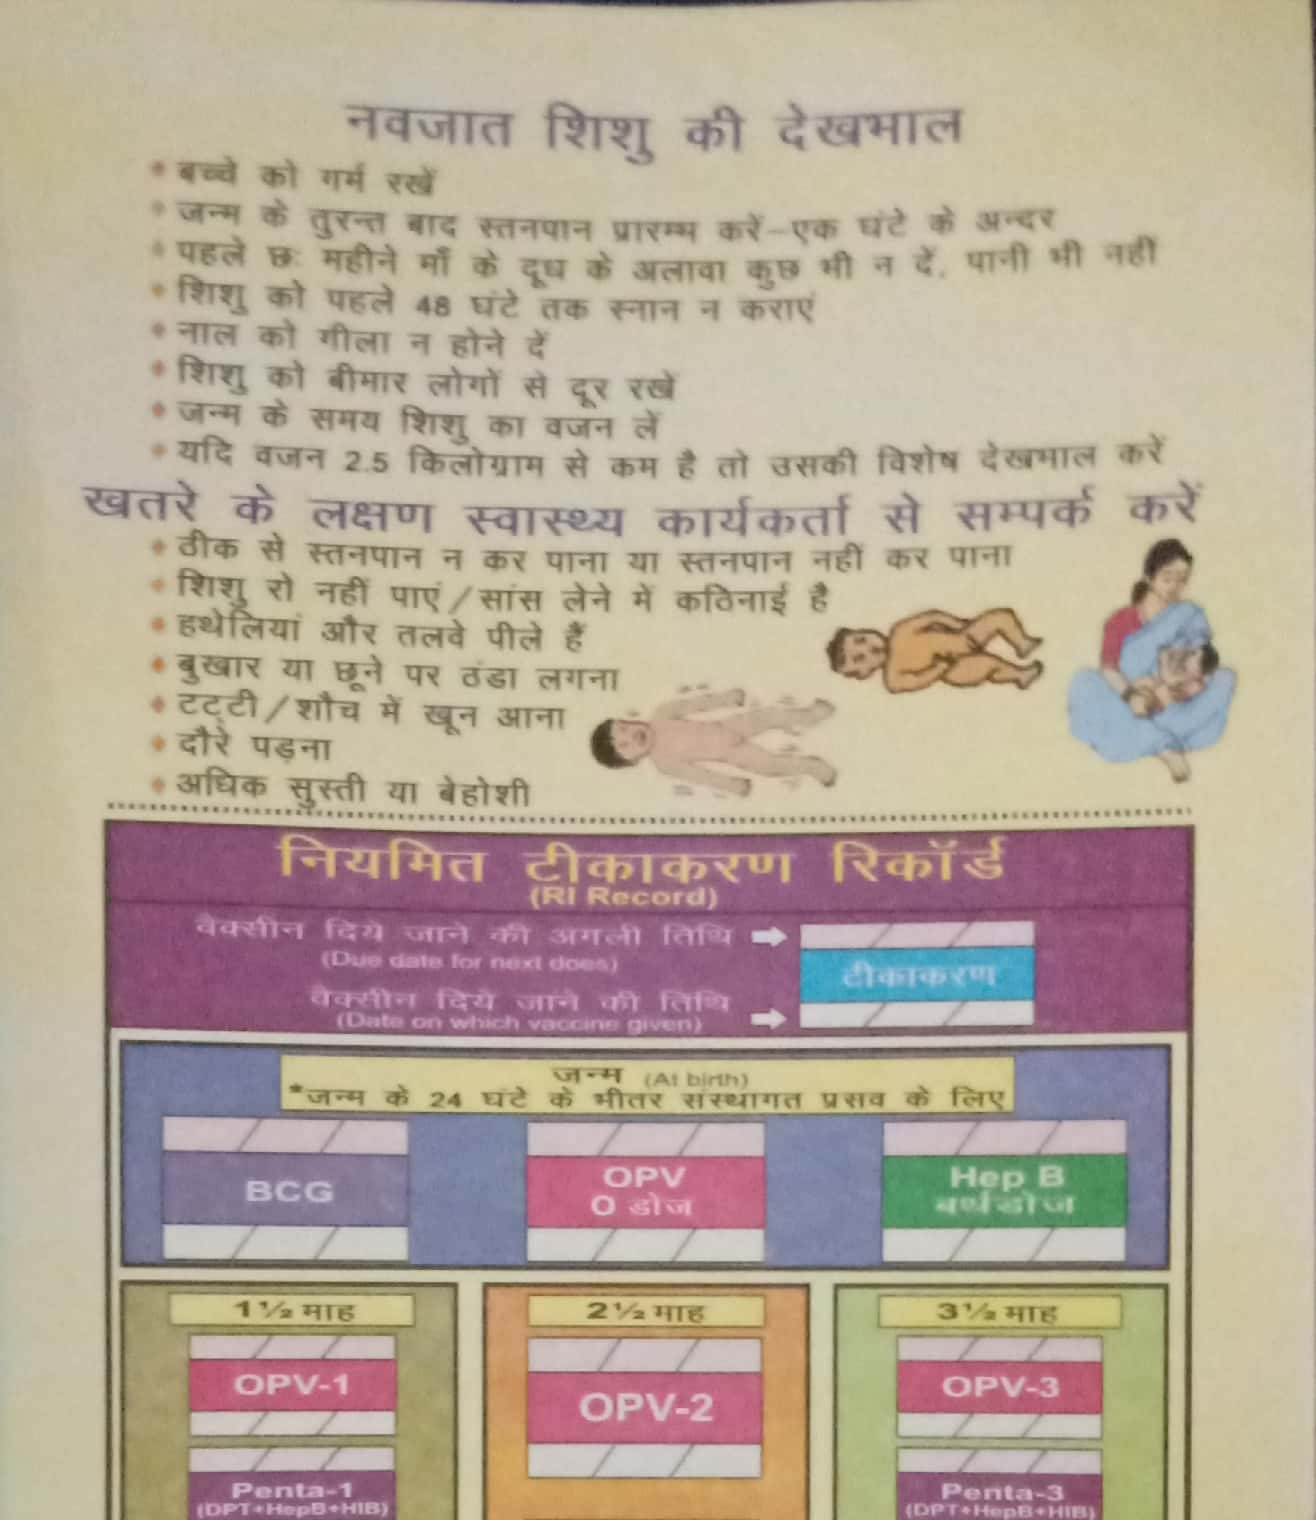 नवजात शिशु की देखभाल
बच्चे को गर्म रखें
जन्म के तुरन्त बाद स्तनपान प्रारम्भ करें–एक घंटे के अन्दर
पहले छः महीने माँ के दूध के अलावा कुछ भी न दें, पानी भी नहीं
शिशु को पहले 48 घंटे तक स्नान न कराएं
नाल को गीला न होने दें
शिशु को बीमार लोगों से दूर रखें
जन्म के समय शिशु का वजन लें
यदि वजन 2.5 किलोग्राम से कम है तो उसकी विशेष देखभाल करें
खतरे के लक्षण स्वास्थ्य कार्यकर्ता से सम्पर्क करें
ठीक से स्तनपान न कर पाना या स्तनपान नहीं कर पाना
शिशु रो नहीं पाएं/सांस लेने में कठिनाई है
हथेलियां और तलवे पीले हैं
बुखार या छूने पर ठंडा लगना
टट्टी/शौच में खून आना
दौरे पड़ना
अधिक सुस्ती या बेहोशी
नियमित टीकाकरण रिकॉर्ड
(RI Record)
वैक्सीन दिये जाने की अगली तिथि
(Due date for next does)
टीकाकरण
वैक्सीन दिये जाने की तिथि
(Date on which vaccine given)
जन्म (At birth)
*जन्म के 24 घंटे के भीतर संस्थागत प्रसव के लिए
BCG
OPV
0 डोज
Hep B
बर्थडोज
1½ माह
2½ माह
3½ माह
OPV-1
OPV-2
OPV-3
Penta-1
(DPT+HepB+HIB)
Penta-3
(DPT+HepB+HIB)